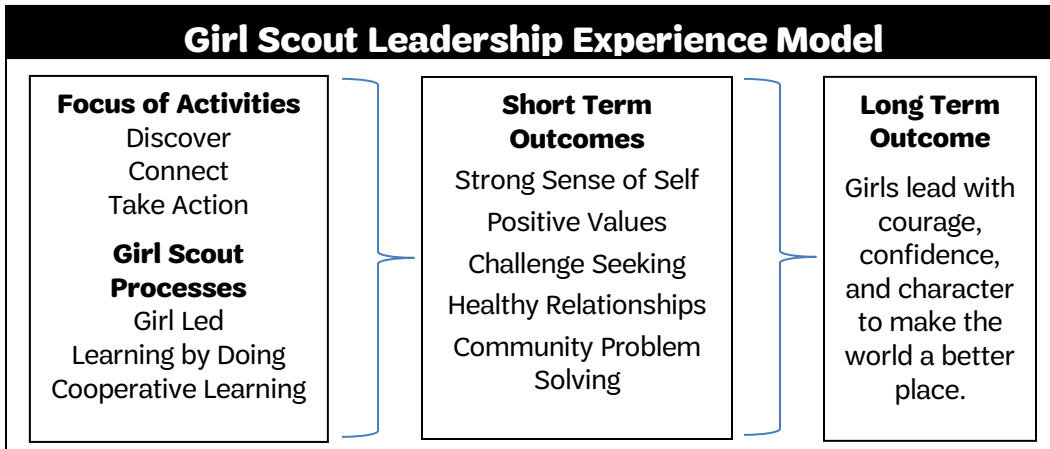 Girl Scout Leadership Experience Model
Focus of Activities
Discover
Connect
Take Action
Girl Scout
Processes
Girl Led
Learning by Doing
Cooperative Learning
Short Term
Outcomes
Strong Sense of Self
Positive Values
Challenge Seeking
Healthy Relationships
Community Problem
Solving
Long Term
Outcome
Girls lead with
courage,
confidence,
and character
to make the
world a better
place.